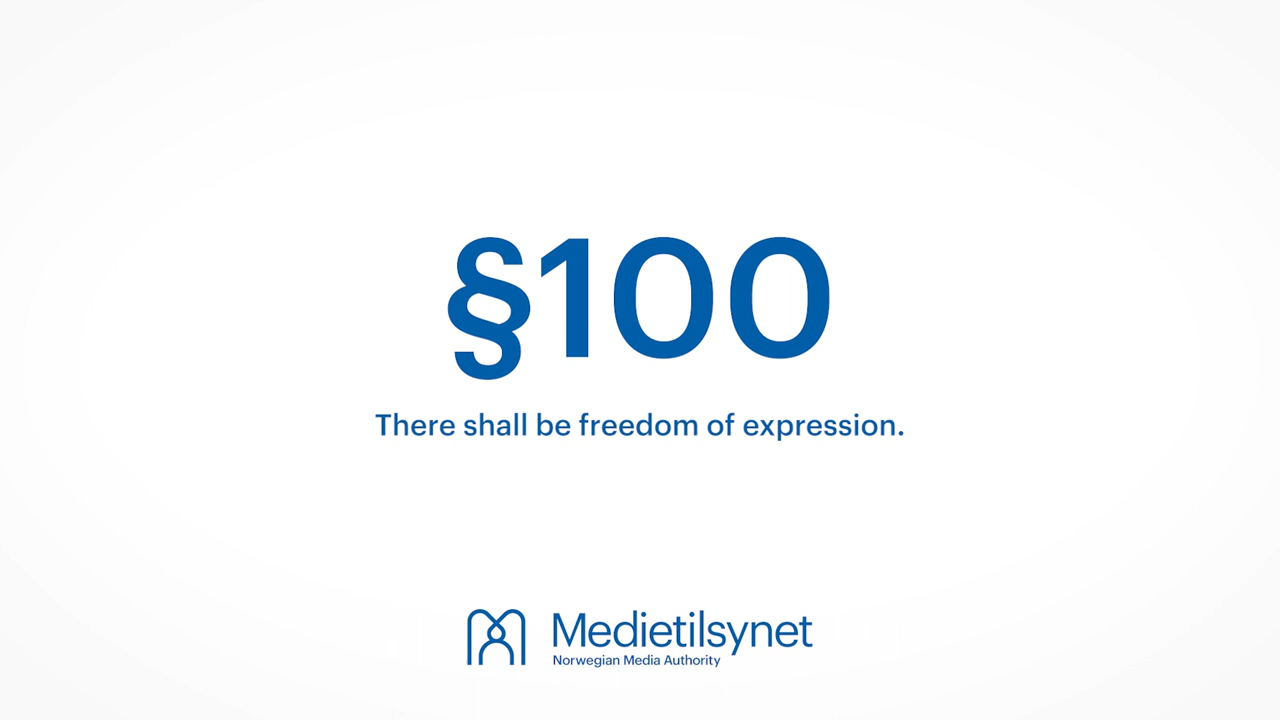 §100
There shall be freedom of expression.
Medietilsynet
Norwegian Media Authority